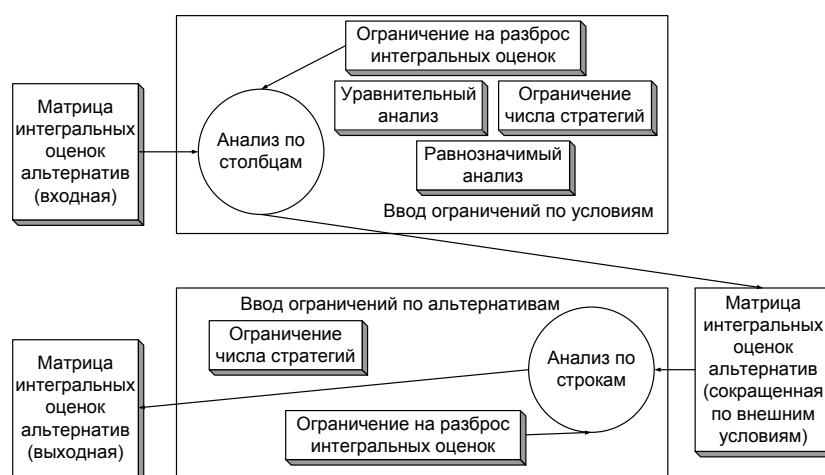 Ограничение на разброс
интегральных оценок
Матрица
интегральных
оценок
альтернатив
(входная)
Анализ по
столбцам
Уравнительный
анализ
Ограничение
числа стратегий
Равнозначимый
анализ
Ввод ограничений по условиям
Ввод ограничений по альтернативам
Ограничение
числа стратегий
Матрица
интегральных
оценок
альтернатив
(выходная)
Анализ по
строкам
Матрица
интегральных
оценок
альтернатив
(сокращенная
по внешним
условиям)
Ограничение на разброс
интегральных оценок